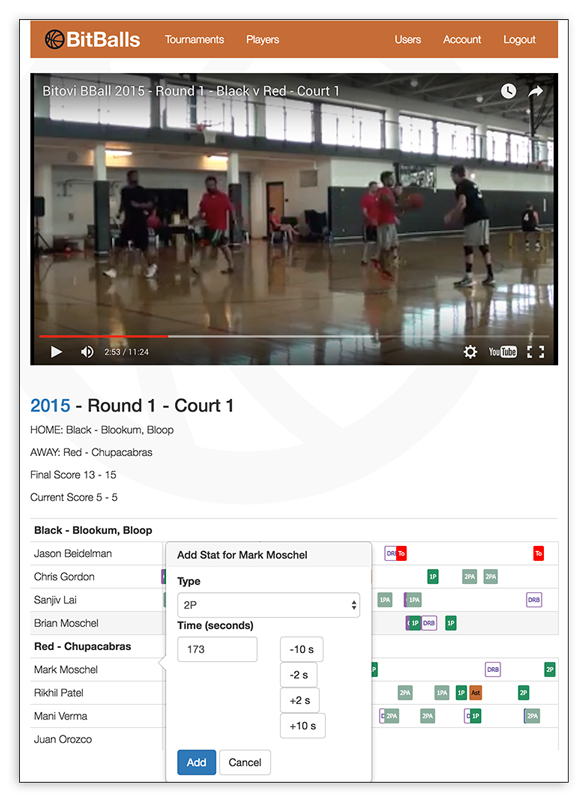 BitBalls Tournaments Players Users Account Logout
Bitovi BBall 2015 - Round 1 - Black v Red - Court 1
2:53 / 11:24 YouTube
2015 - Round 1 - Court 1
HOME: Black - Blookum, Bloop
AWAY: Red - Chupacabras
Final Score 13 - 15
Current Score 5 - 5
Black - Blookum, Bloop
Jason Beidelman To To
Add Stat for Mark Moschel
Chris Gordon 1P 2PA 2PA
Type
2P
Sanjiv Lai 1PA 1PA DRB
Time (seconds)
Brian Moschel 1P DRB 1P
Red - Chupacabras
173
-10 s
Mark Moschel DRB 2P
-2 s
Rikhil Patel 2PA 1PA 1P Ast 2P
+2 s
Mani Verma 2PA 2PA 1P 2PA
+10 s
Juan Orozco
Add Cancel